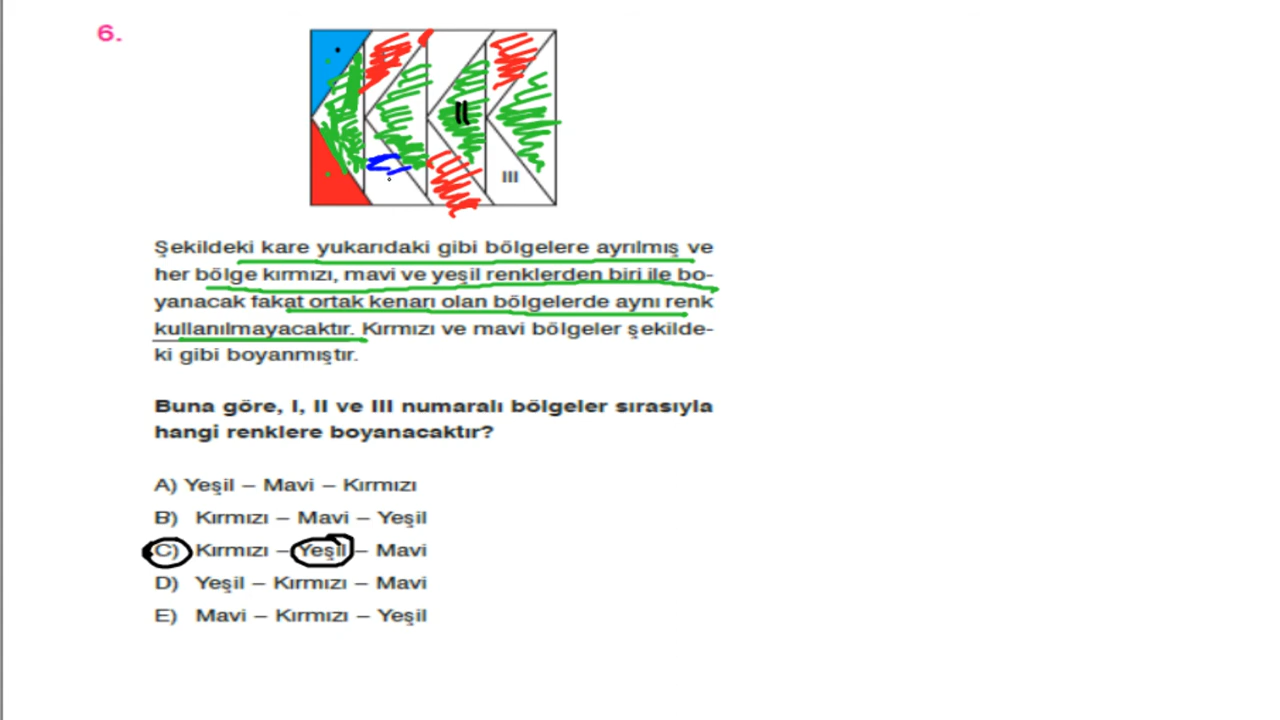 6.
II
III
Şekildeki kare yukarıdaki gibi bölgelere ayrılmış ve
her bölge kırmızı, mavi ve yeşil renklerden biri ile bo-
yanacak fakat ortak kenarı olan bölgelerde aynı renk
kullanılmayacaktır. Kırmızı ve mavi bölgeler şekilde-
ki gibi boyanmıştır.
Buna göre, I, II ve III numaralı bölgeler sırasıyla
hangi renklere boyanacaktır?
A) Yeşil – Mavi – Kırmızı
B) Kırmızı – Mavi – Yeşil
C) Kırmızı – Yeşil – Mavi
D) Yeşil – Kırmızı – Mavi
E) Mavi – Kırmızı – Yeşil